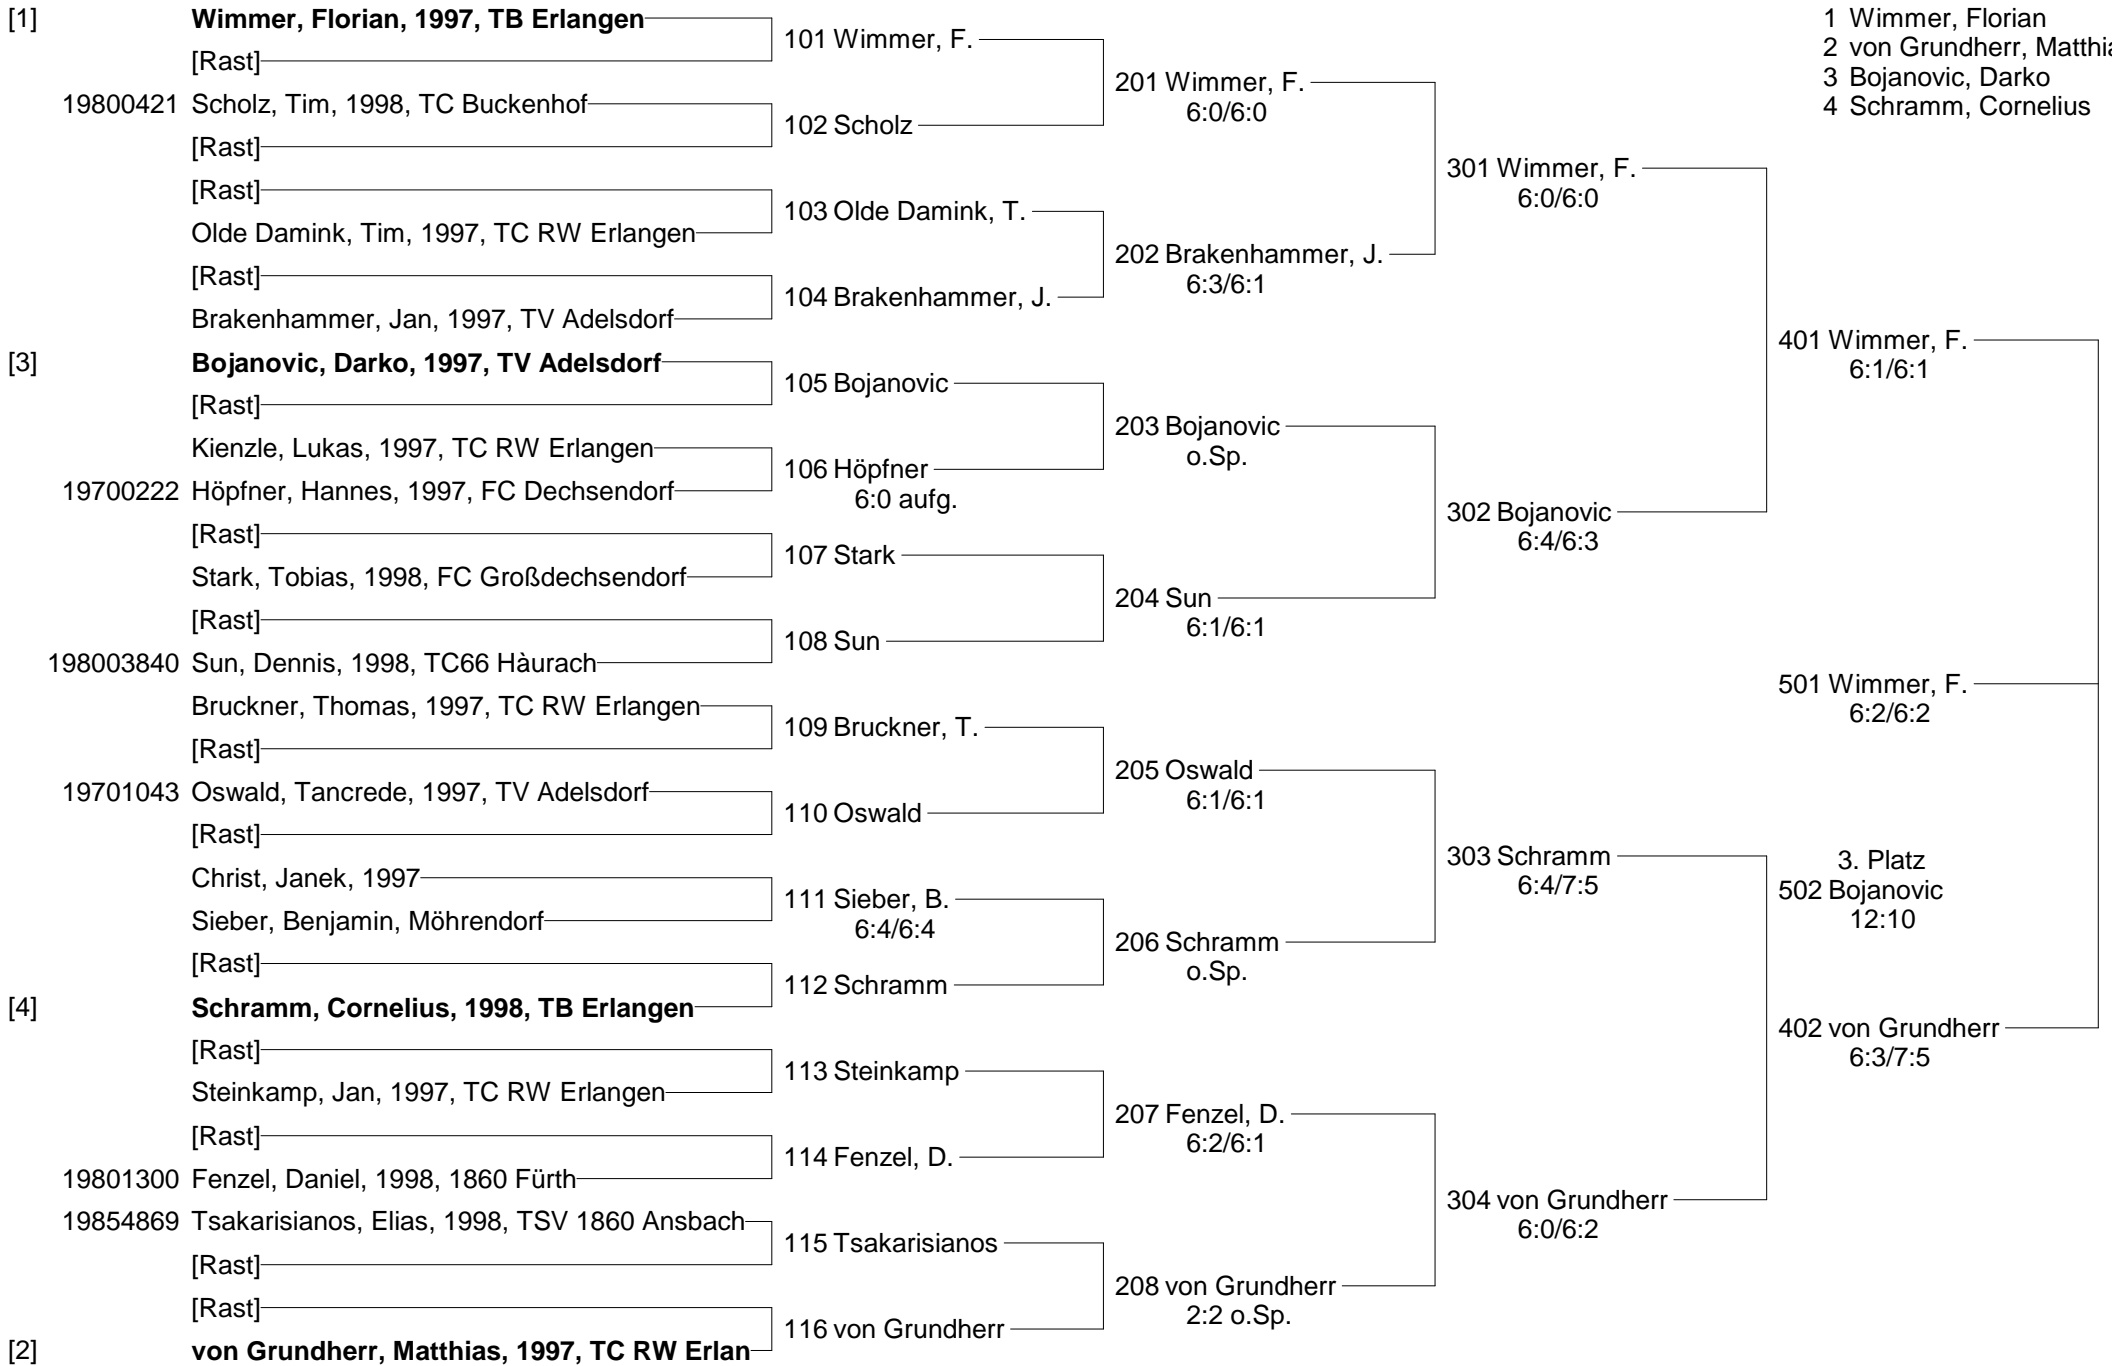 [1] Wimmer, Florian, 1997, TB Erlangen
[Rast]
19800421 Scholz, Tim, 1998, TC Buckenhof
[Rast]
[Rast]
Olde Damink, Tim, 1997, TC RW Erlangen
[Rast]
Brakenhammer, Jan, 1997, TV Adelsdorf
[3] Bojanovic, Darko, 1997, TV Adelsdorf
[Rast]
Kienzle, Lukas, 1997, TC RW Erlangen
19700222 Höpfner, Hannes, 1997, FC Dechsendorf
[Rast]
Stark, Tobias, 1998, FC Großdechsendorf
[Rast]
198003840 Sun, Dennis, 1998, TC66 Hàurach
Bruckner, Thomas, 1997, TC RW Erlangen
[Rast]
19701043 Oswald, Tancrede, 1997, TV Adelsdorf
[Rast]
Christ, Janek, 1997
Sieber, Benjamin, Möhrendorf
[Rast]
[4] Schramm, Cornelius, 1998, TB Erlangen
[Rast]
Steinkamp, Jan, 1997, TC RW Erlangen
[Rast]
19801300 Fenzel, Daniel, 1998, 1860 Fürth
19854869 Tsakarisianos, Elias, 1998, TSV 1860 Ansbach
[Rast]
[Rast]
[2] von Grundherr, Matthias, 1997, TC RW Erlan
101 Wimmer, F.
102 Scholz
103 Olde Damink, T.
104 Brakenhammer, J.
105 Bojanovic
106 Höpfner
6:0 aufg.
107 Stark
108 Sun
109 Bruckner, T.
110 Oswald
111 Sieber, B.
6:4/6:4
112 Schramm
113 Steinkamp
114 Fenzel, D.
115 Tsakarisianos
116 von Grundherr
201 Wimmer, F.
6:0/6:0
202 Brakenhammer, J.
6:3/6:1
203 Bojanovic
o.Sp.
204 Sun
6:1/6:1
205 Oswald
6:1/6:1
206 Schramm
o.Sp.
207 Fenzel, D.
6:2/6:1
208 von Grundherr
2:2 o.Sp.
301 Wimmer, F.
6:0/6:0
302 Bojanovic
6:4/6:3
303 Schramm
6:4/7:5
304 von Grundherr
6:0/6:2
401 Wimmer, F.
6:1/6:1
501 Wimmer, F.
6:2/6:2
3. Platz
502 Bojanovic
12:10
402 von Grundherr
6:3/7:5
1 Wimmer, Florian
2 von Grundherr, Matthia
3 Bojanovic, Darko
4 Schramm, Cornelius